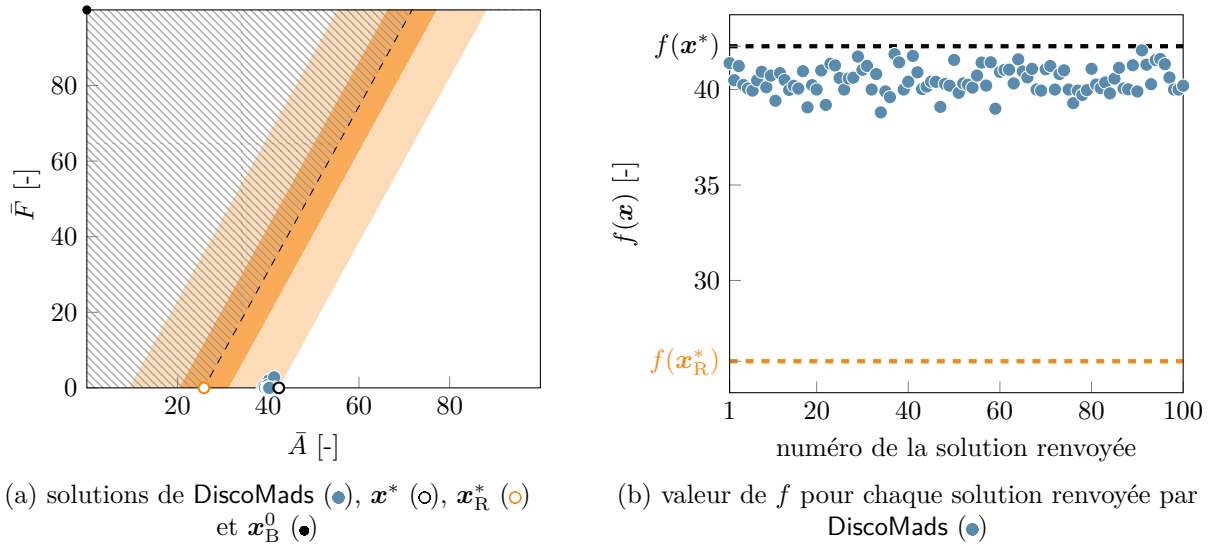 80
60
40
20
0
F̄ [-]
20
40
60
80
Ā [-]
(a) solutions de DiscoMads (●), x* (○), x*_R (○)
et x⁰_B (●)
f(x*)
40
35
30
f(x*_R)
f(x) [-]
1
20
40
60
80
100
numéro de la solution renvoyée
(b) valeur de f pour chaque solution renvoyée par
DiscoMads (●)